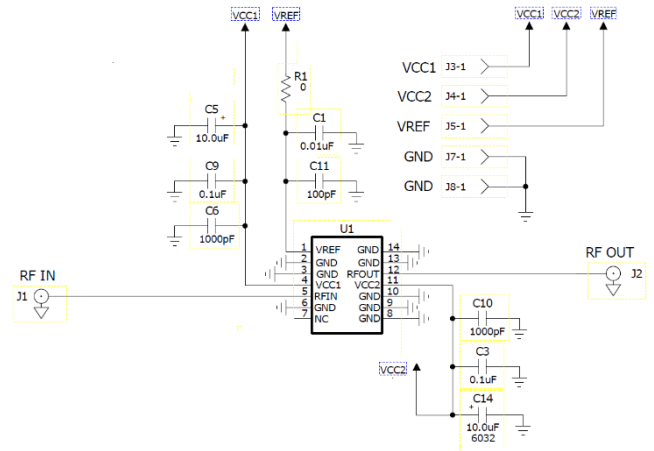 VCC1 VREF
VCC1 VCC2 VREF
R1
0
VCC1 J3-1
VCC2 J4-1
VREF J5-1
GND J7-1
GND J8-1
C5
+
10.0uF
C1
0.01uF
C9
0.1uF
C11
100pF
C6
1000pF
U1
1 VREF GND 14
2 GND GND 13
3 GND RFOUT 12
4 VCC1 VCC2 11
5 RFIN GND 10
6 GND GND 9
7 NC GND 8
RF IN
J1
RF OUT
J2
C10
1000pF
C3
0.1uF
VCC2
C14
+
10.0uF
6032